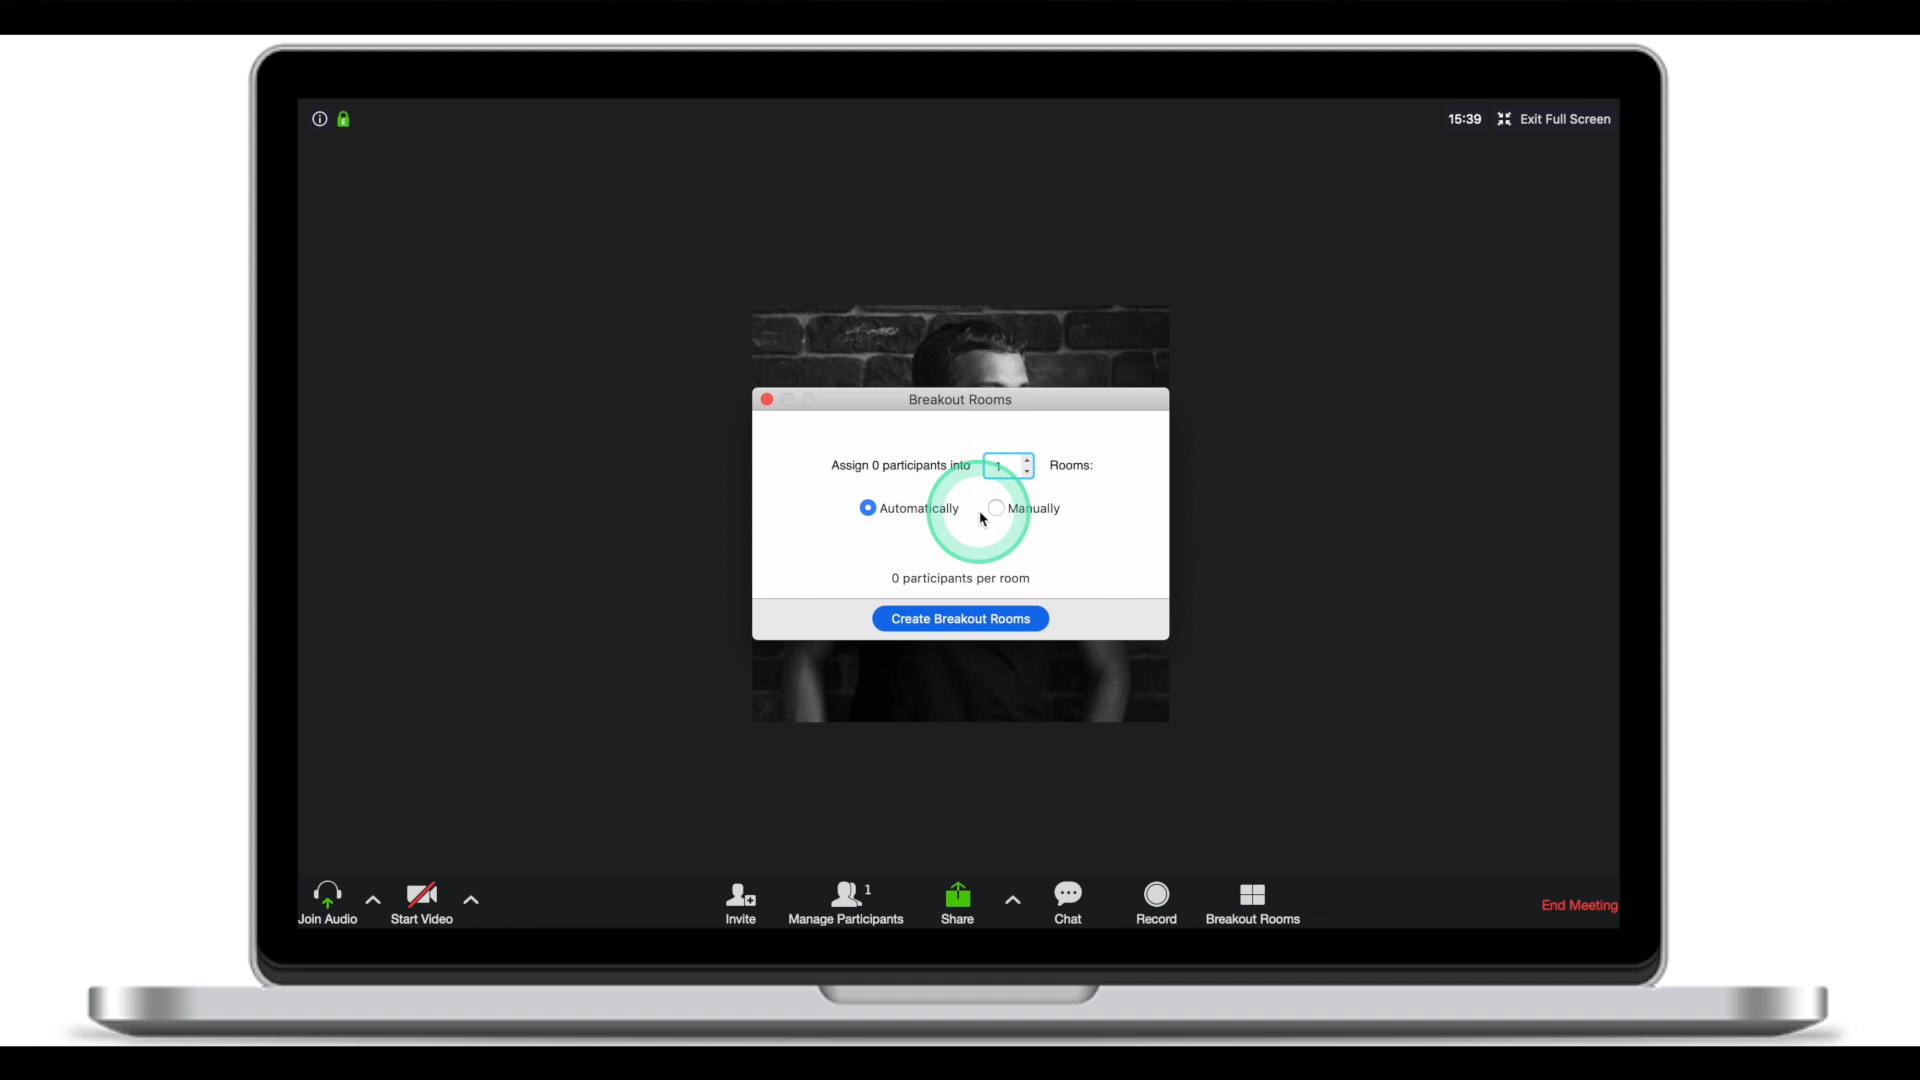 15:39 Exit Full Screen
Breakout Rooms
Assign 0 participants into 1 Rooms:
Automatically Manually
0 participants per room
Create Breakout Rooms
1
Join Audio Start Video Invite Manage Participants Share Chat Record Breakout Rooms End Meeting